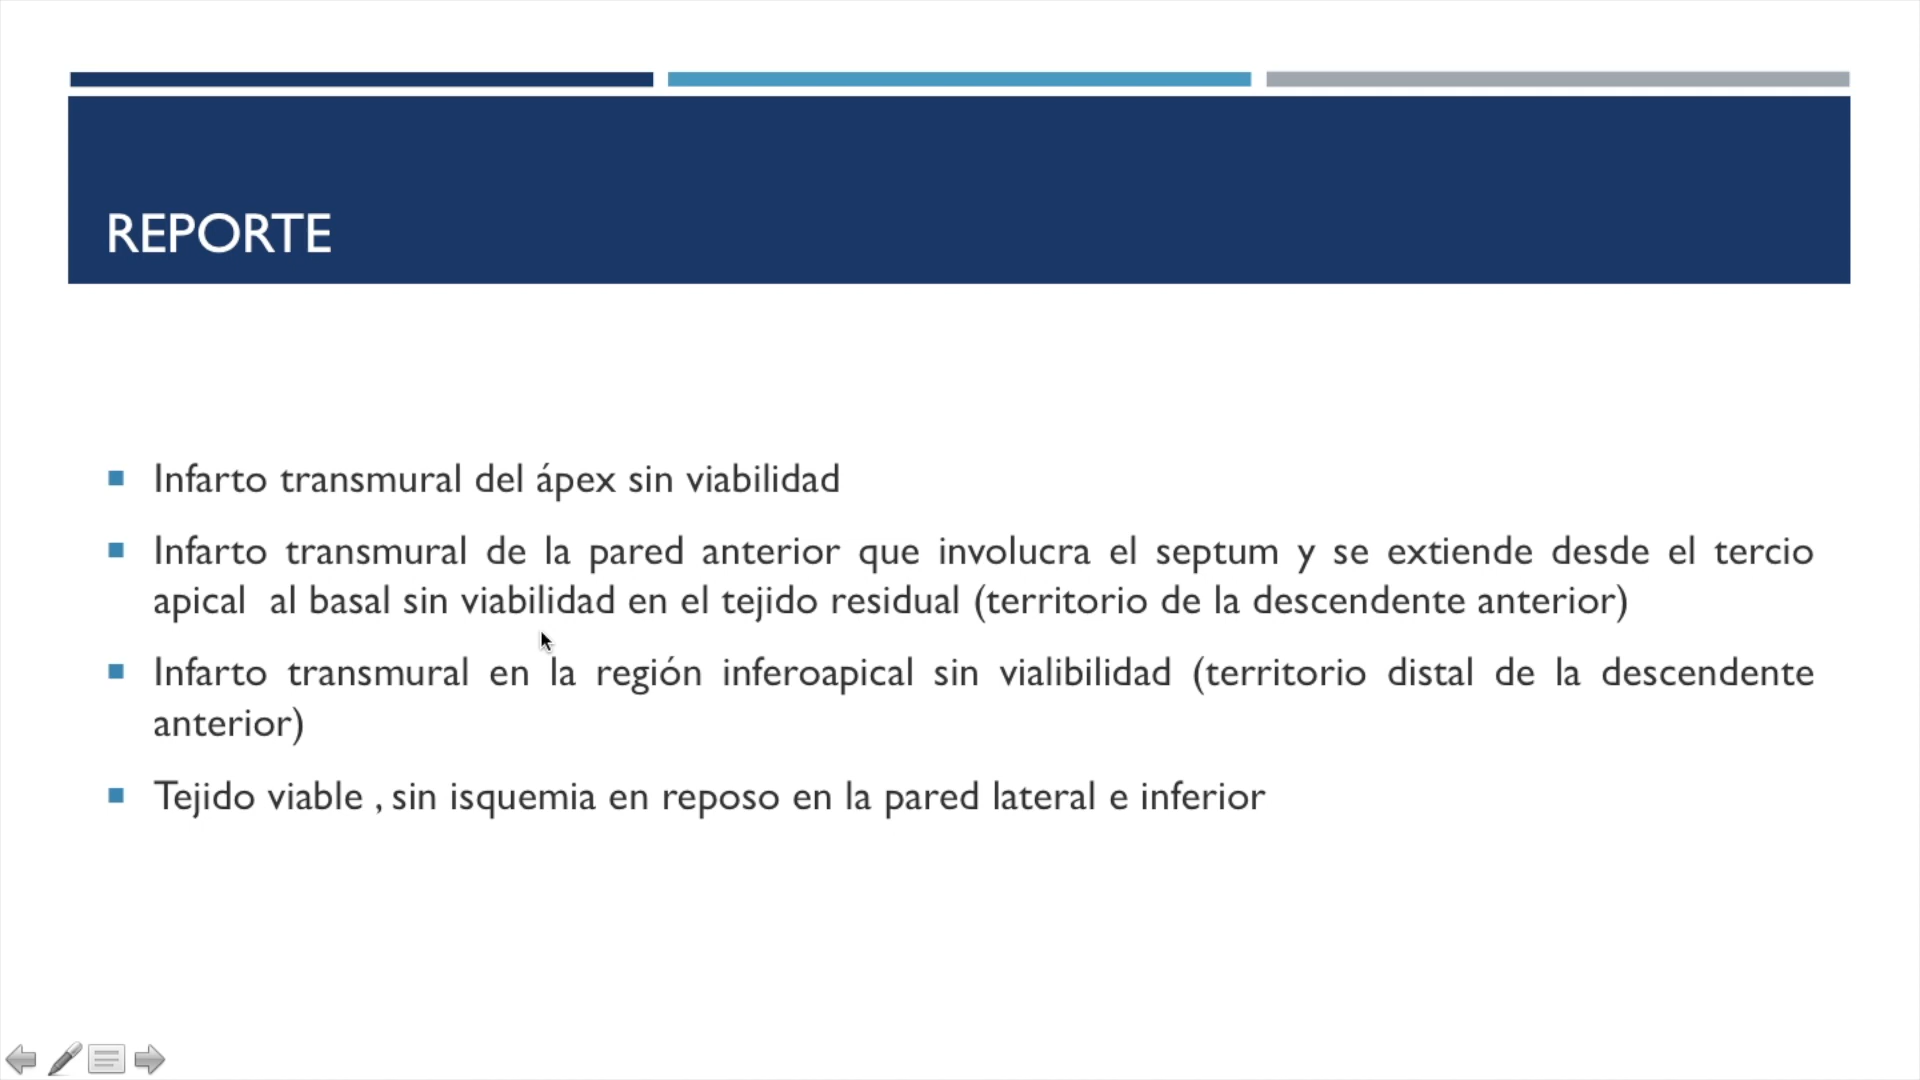 REPORTE
Infarto transmural del ápex sin viabilidad
Infarto transmural de la pared anterior que involucra el septum y se extiende desde el tercio
apical al basal sin viabilidad en el tejido residual (territorio de la descendente anterior)
Infarto transmural en la región inferoapical sin vialibilidad (territorio distal de la descendente
anterior)
Tejido viable , sin isquemia en reposo en la pared lateral e inferior